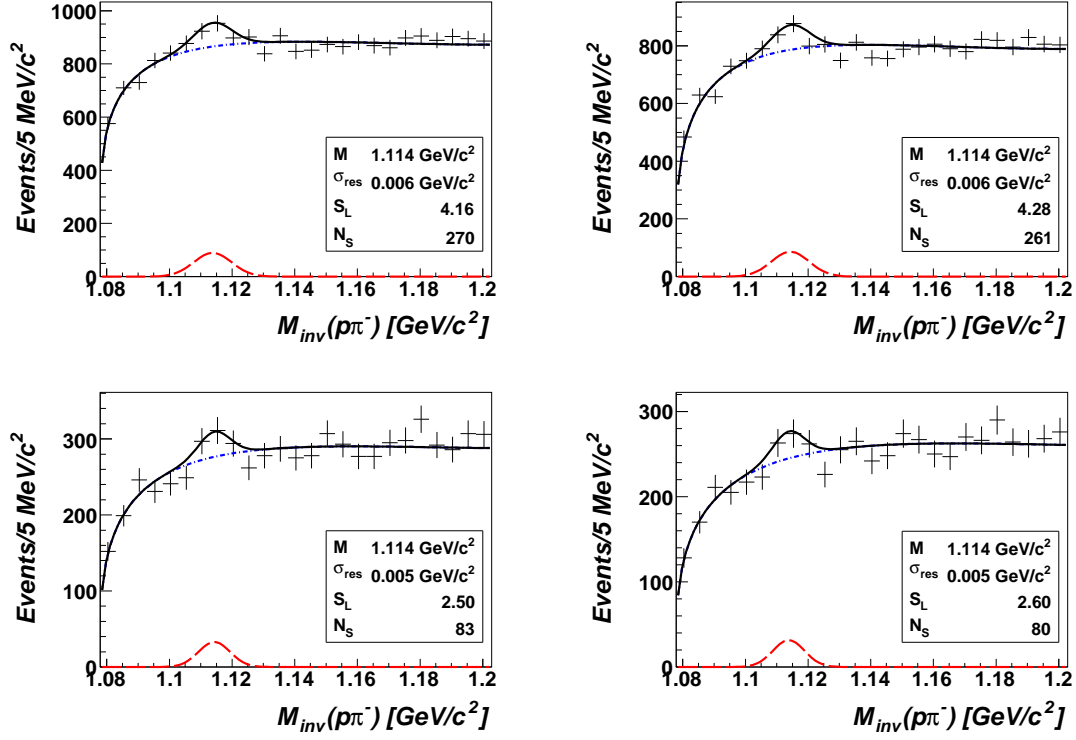 Events/5 MeV/c²
1000
800
600
400
200
0
M 1.114 GeV/c²
σres 0.006 GeV/c²
SL 4.16
NS 270
1.08 1.1 1.12 1.14 1.16 1.18 1.2
Minv(pπ⁻) [GeV/c²]
Events/5 MeV/c²
800
600
400
200
0
M 1.114 GeV/c²
σres 0.006 GeV/c²
SL 4.28
NS 261
1.08 1.1 1.12 1.14 1.16 1.18 1.2
Minv(pπ⁻) [GeV/c²]
Events/5 MeV/c²
300
200
100
0
M 1.114 GeV/c²
σres 0.005 GeV/c²
SL 2.50
NS 83
1.08 1.1 1.12 1.14 1.16 1.18 1.2
Minv(pπ⁻) [GeV/c²]
Events/5 MeV/c²
300
200
100
0
M 1.114 GeV/c²
σres 0.005 GeV/c²
SL 2.60
NS 80
1.08 1.1 1.12 1.14 1.16 1.18 1.2
Minv(pπ⁻) [GeV/c²]